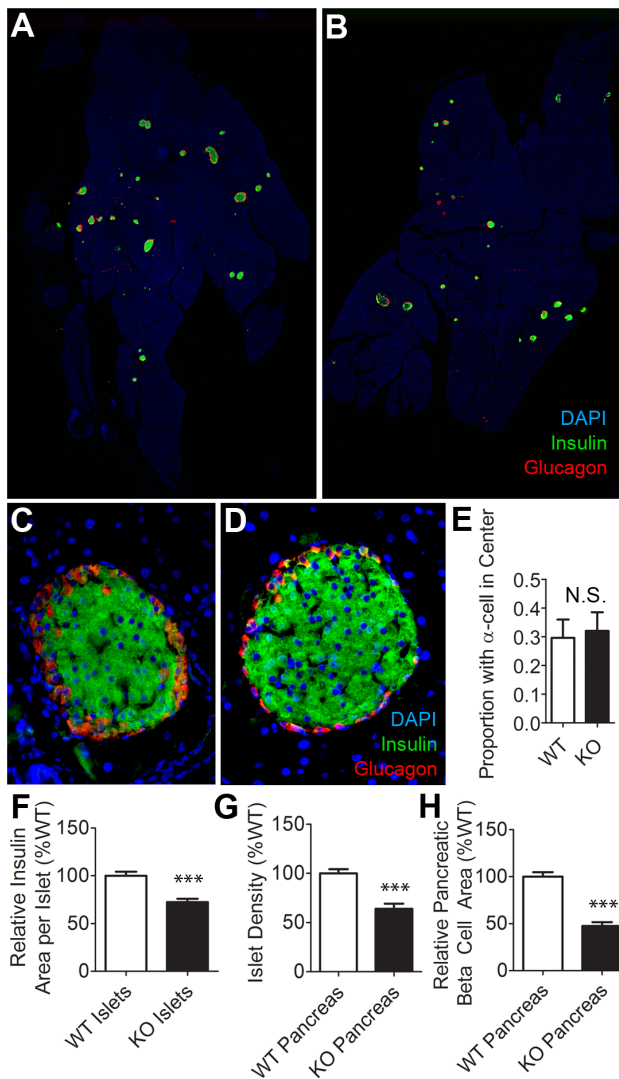 A
B
DAPI
Insulin
Glucagon
C
D
E
DAPI
Insulin
Glucagon
Proportion with α-cell in Center
0.5
0.4
0.3
0.2
0.1
0.0
N.S.
WT
KO
F
G
H
Relative Insulin
Area per Islet (%WT)
150
100
50
0
***
WT Islets
KO Islets
Islet Density (%WT)
150
100
50
0
***
WT Pancreas
KO Pancreas
Relative Pancreatic
Beta Cell Area (%WT)
150
100
50
0
***
WT Pancreas
KO Pancreas